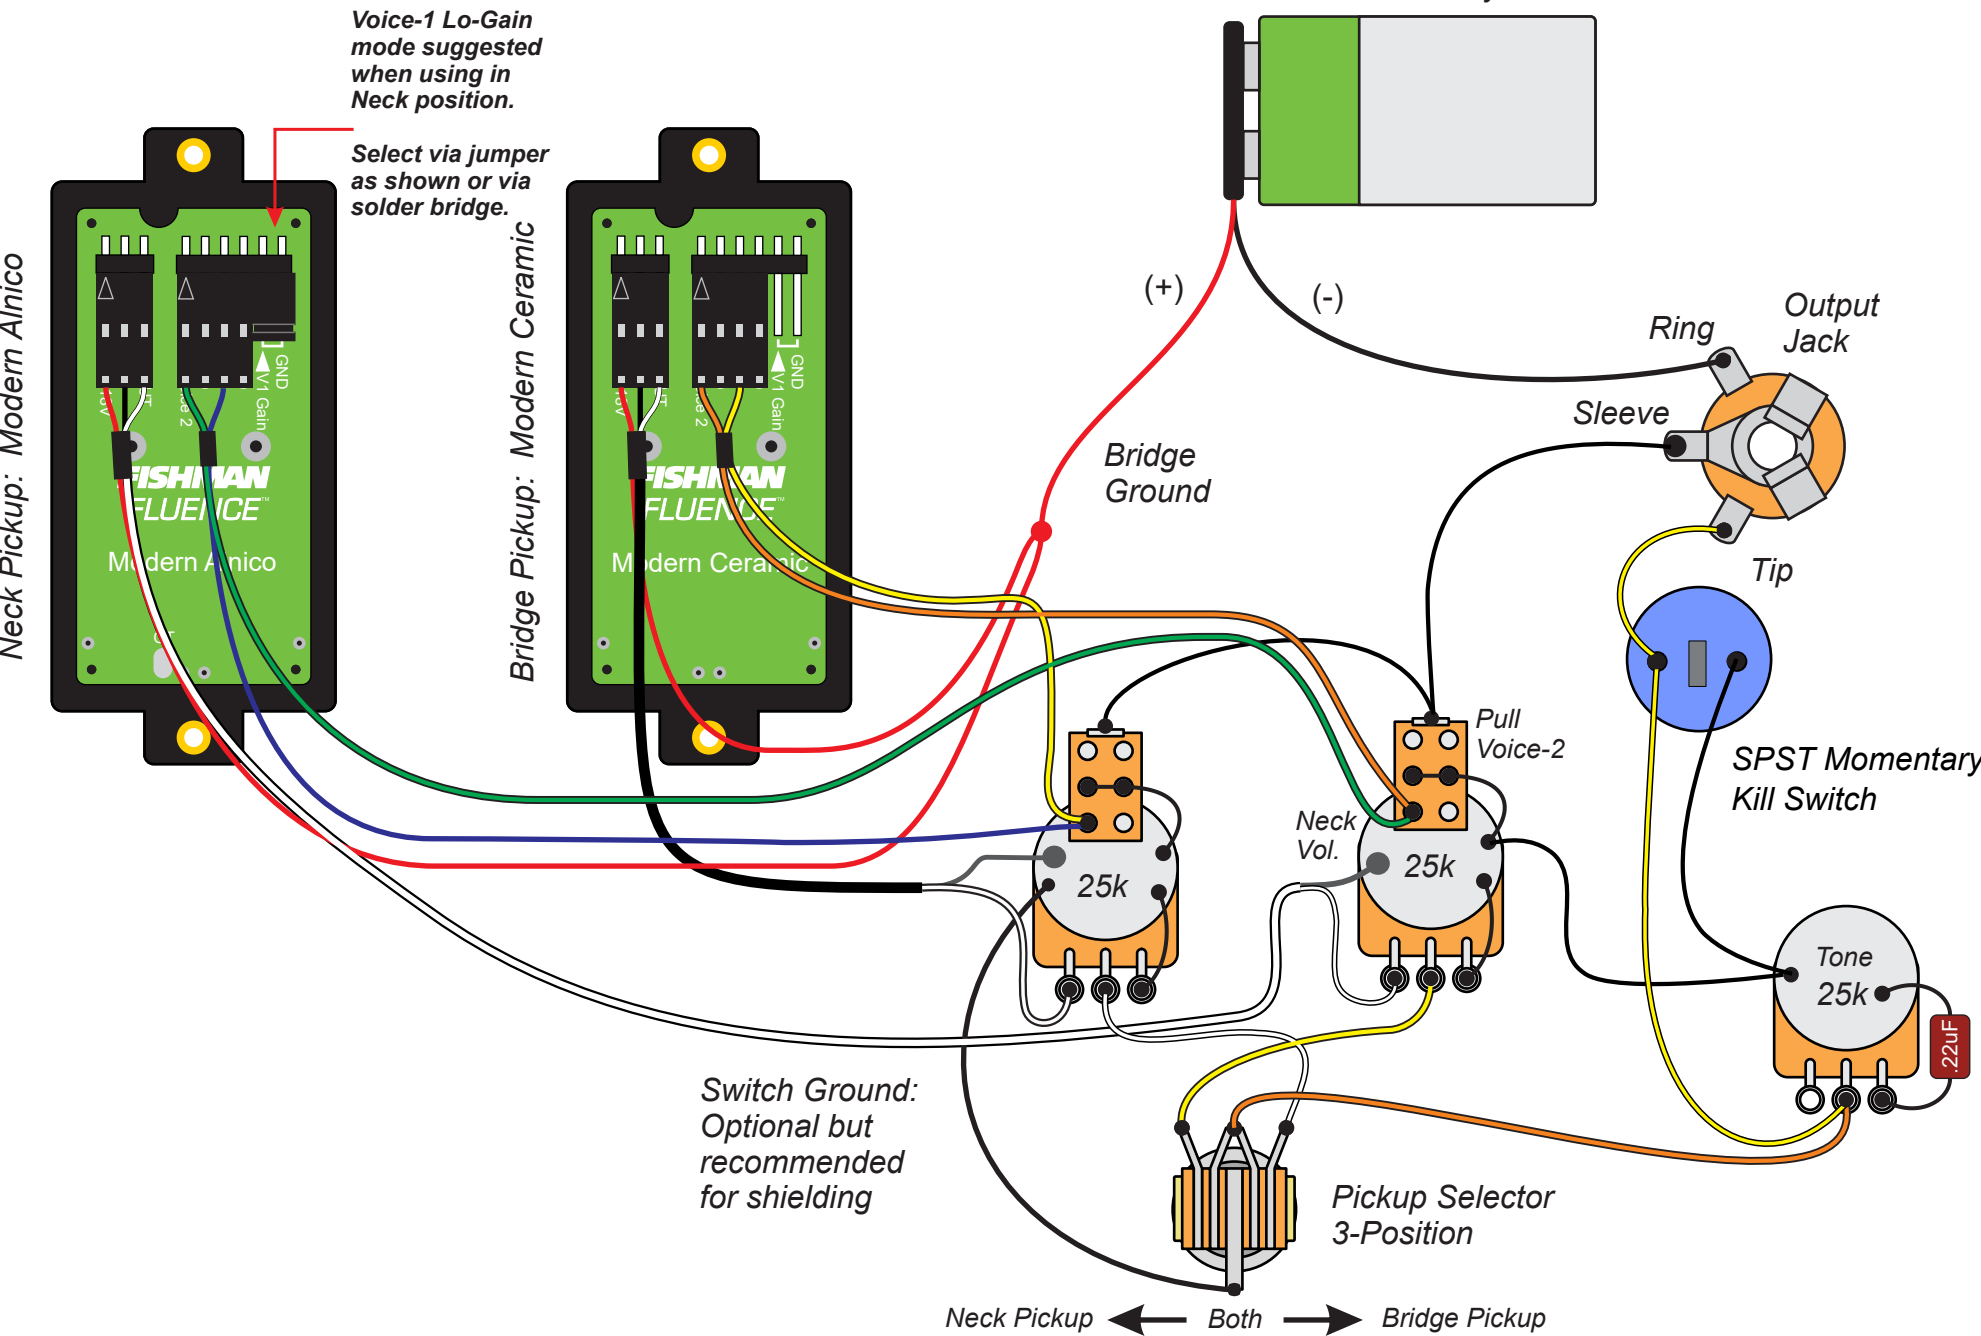 Voice-1 Lo-Gain
mode suggested
when using in
Neck position.
Select via jumper
as shown or via
solder bridge.
Neck Pickup: Modern Alnico
GND
V1 Gain
FISHMAN
FLUENCE™
Modern Alnico
Bridge Pickup: Modern Ceramic
GND
V1 Gain
FISHMAN
FLUENCE™
Modern Ceramic
(+)
(-)
Bridge
Ground
Output
Jack
Ring
Sleeve
Tip
SPST Momentary
Kill Switch
Pull
Voice-2
Neck
Vol.
25k
25k
Tone
25k
.22uF
Switch Ground:
Optional but
recommended
for shielding
Pickup Selector
3-Position
Neck Pickup
Both
Bridge Pickup